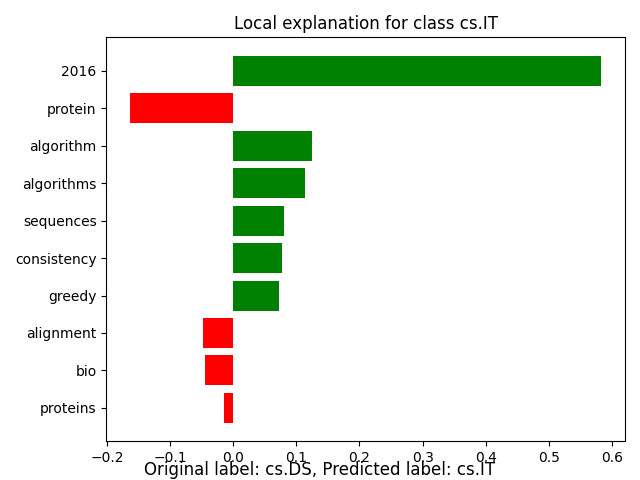 Local explanation for class cs.IT
2016
protein
algorithm
algorithms
sequences
consistency
greedy
alignment
bio
proteins
−0.2 −0.1 0.0 0.1 0.2 0.3 0.4 0.5 0.6
Original label: cs.DS, Predicted label: cs.IT